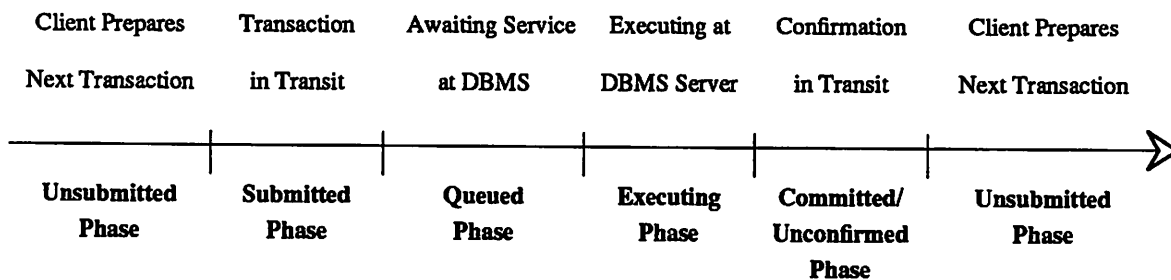 Client Prepares
Next Transaction
Transaction
in Transit
Awaiting Service
at DBMS
Executing at
DBMS Server
Confirmation
in Transit
Client Prepares
Next Transaction
Unsubmitted
Phase
Submitted
Phase
Queued
Phase
Executing
Phase
Committed/
Unconfirmed
Phase
Unsubmitted
Phase